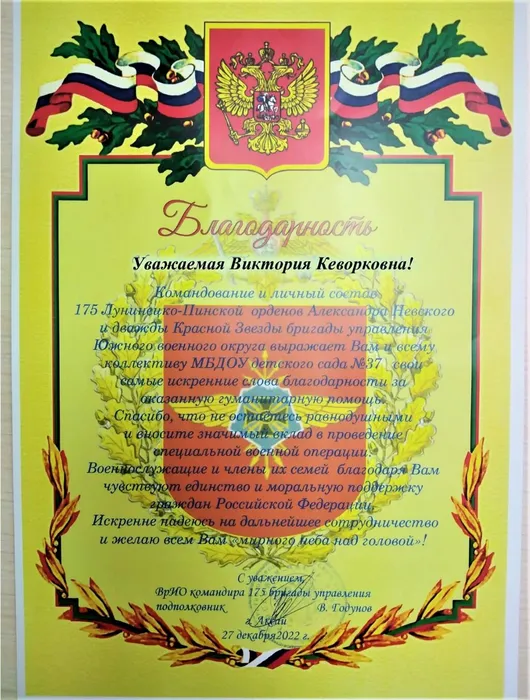 Благодарность
Уважаемая Виктория Кеворковна!
Командование и личный состав
175 Лунинецко-Пинской орденов Александра Невского
и дважды Красной Звезды бригады управления
Южного военного округа выражает Вам и всему
коллективу МБДОУ детского сада №37 свои
самые искренние слова благодарности за
оказанную гуманитарную помощь.
Спасибо, что не остаетесь равнодушными
и вносите значимый вклад в проведение
специальной военной операции.
Военнослужащие и члены их семей благодаря Вам
чувствуют единство и моральную поддержку
граждан Российской Федерации.
Искренне надеюсь на дальнейшее сотрудничество
и желаю всем Вам «мирного неба над головой»!
С уважением,
ВрИО командира 175 бригады управления
подполковник В. Годунов
г. Аксай
27 декабря2022 г.